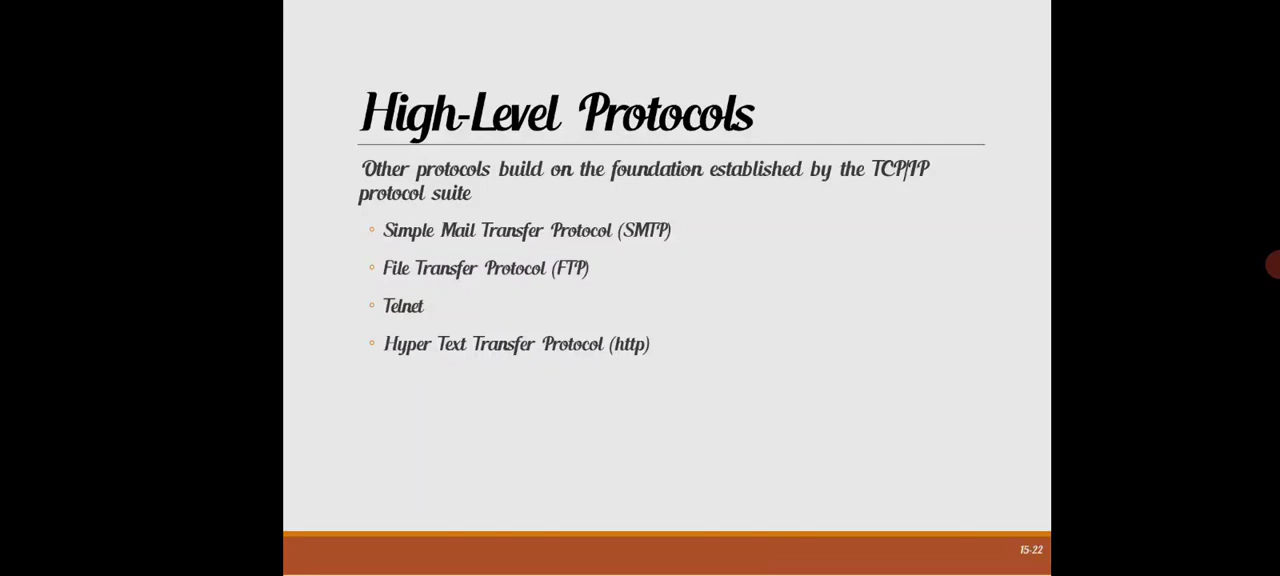 High-Level Protocols
Other protocols build on the foundation established by the TCP/IP
protocol suite
◦ Simple Mail Transfer Protocol (SMTP)
◦ File Transfer Protocol (FTP)
◦ Telnet
◦ Hyper Text Transfer Protocol (http)
15-22